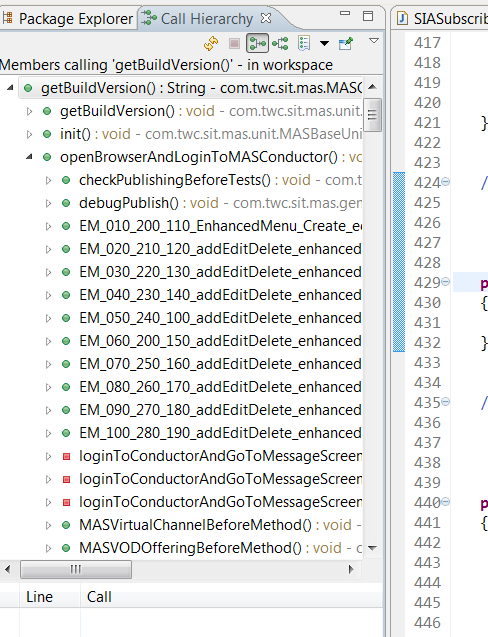 Package Explorer Call Hierarchy
Members calling 'getBuildVersion()' - in workspace
getBuildVersion() : String - com.twc.sit.mas.MASC
getBuildVersion() : void - com.twc.sit.mas.unit.
init() : void - com.twc.sit.mas.unit.MASBaseUni
openBrowserAndLoginToMASConductor() : vo
checkPublishingBeforeTests() : void - com.t
debugPublish() : void - com.twc.sit.mas.gen
EM_010_200_110_EnhancedMenu_Create_e
EM_020_210_120_addEditDelete_enhanced
EM_030_220_130_addEditDelete_enhanced
EM_040_230_140_addEditDelete_enhanced
EM_050_240_100_addEditDelete_enhanced
EM_060_200_150_addEditDelete_enhanced
EM_070_250_160_addEditDelete_enhanced
EM_080_260_170_addEditDelete_enhanced
EM_090_270_180_addEditDelete_enhanced
EM_100_280_190_addEditDelete_enhanced
loginToConductorAndGoToMessageScreen
loginToConductorAndGoToMessageScreen
loginToConductorAndGoToMessageScreen
MASVirtualChannelBeforeMethod() : void -
MASVODOfferingBeforeMethod() : void - c
Line Call
SIASubscrib
417
418
419
420
421 }
422
423
424 /
425
426
427
428
429 p
430 {
431
432 }
433
434
435 /
436
437
438
439
440 p
441 {
442
443
444
445
446